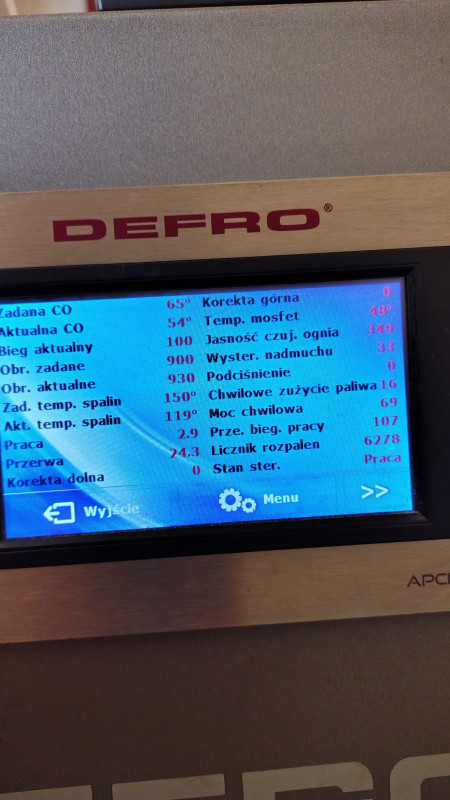 DEFRO®
Zadana CO 65°
Aktualna CO 54°
Bieg aktualny 100
Obr. zadane 900
Obr. aktualne 930
Zad. temp. spalin 150°
Akt. temp. spalin 119°
Praca 2.9
Przerwa 24.3
Korekta dolna 0
Korekta górna 0
Temp. mosfet 48°
Jasność czuj. ognia 349
Wyster. nadmuchu 33
Podciśnienie 0
Chwilowe zużycie paliwa 16
Moc chwilowa 69
Prze. bieg. pracy 107
Licznik rozpaleń 6278
Stan ster. Praca
Wyjście
Menu
>>